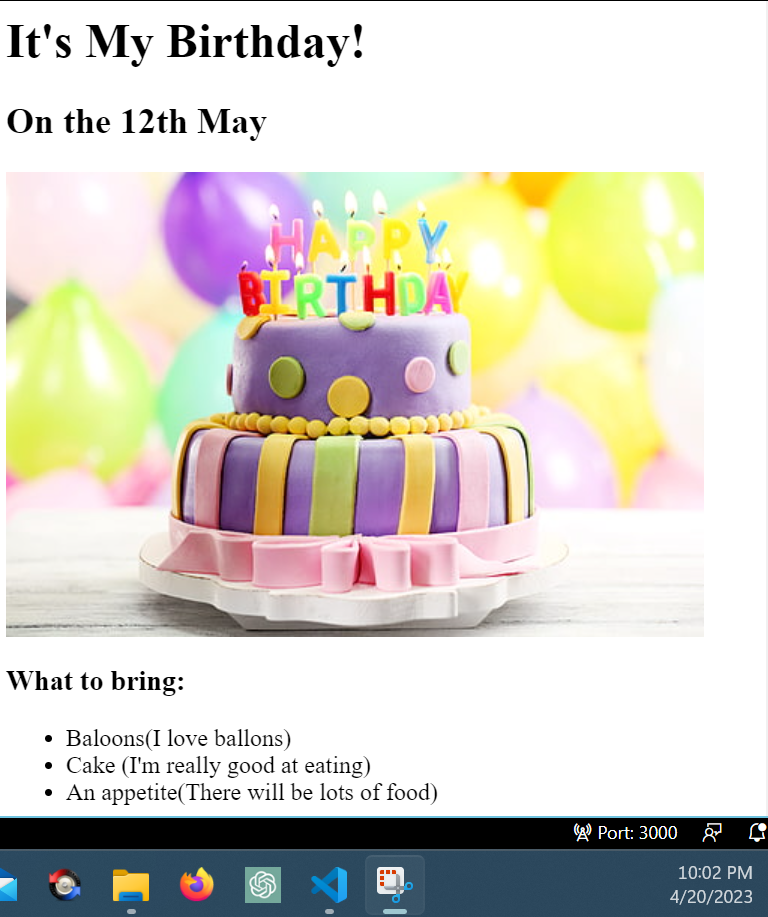 It's My Birthday!
On the 12th May
HAPPY
BIRTHDAY
What to bring:
Baloons(I love ballons)
Cake (I'm really good at eating)
An appetite(There will be lots of food)
Port: 3000
10:02 PM
4/20/2023